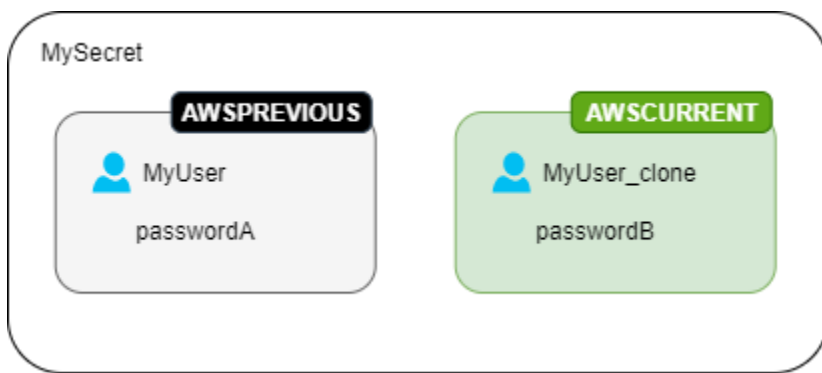 MySecret
AWSPREVIOUS
MyUser
passwordA
AWSCURRENT
MyUser_clone
passwordB